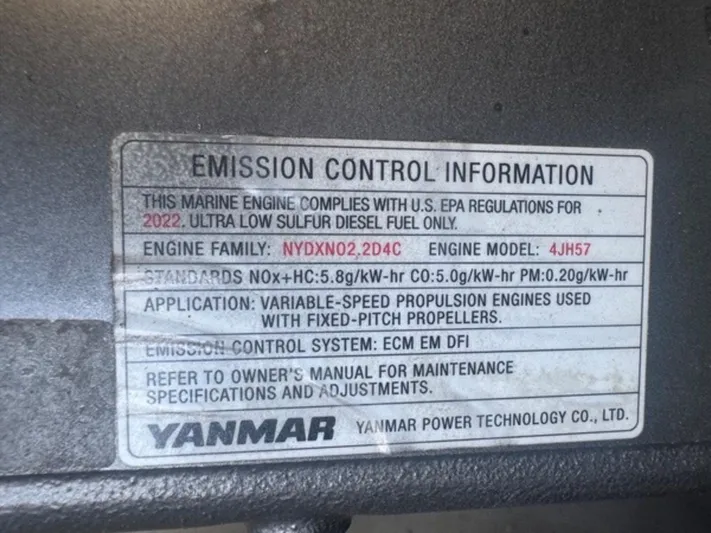 EMISSION CONTROL INFORMATION
THIS MARINE ENGINE COMPLIES WITH U.S. EPA REGULATIONS FOR
2022. ULTRA LOW SULFUR DIESEL FUEL ONLY.
ENGINE FAMILY: NYDXN02.2D4C ENGINE MODEL: 4JH57
STANDARDS NOx+HC:5.8g/kW-hr CO:5.0g/kW-hr PM:0.20g/kW-hr
APPLICATION: VARIABLE-SPEED PROPULSION ENGINES USED
WITH FIXED-PITCH PROPELLERS.
EMISSION CONTROL SYSTEM: ECM EM DFI
REFER TO OWNER'S MANUAL FOR MAINTENANCE
SPECIFICATIONS AND ADJUSTMENTS.
YANMAR YANMAR POWER TECHNOLOGY CO., LTD.